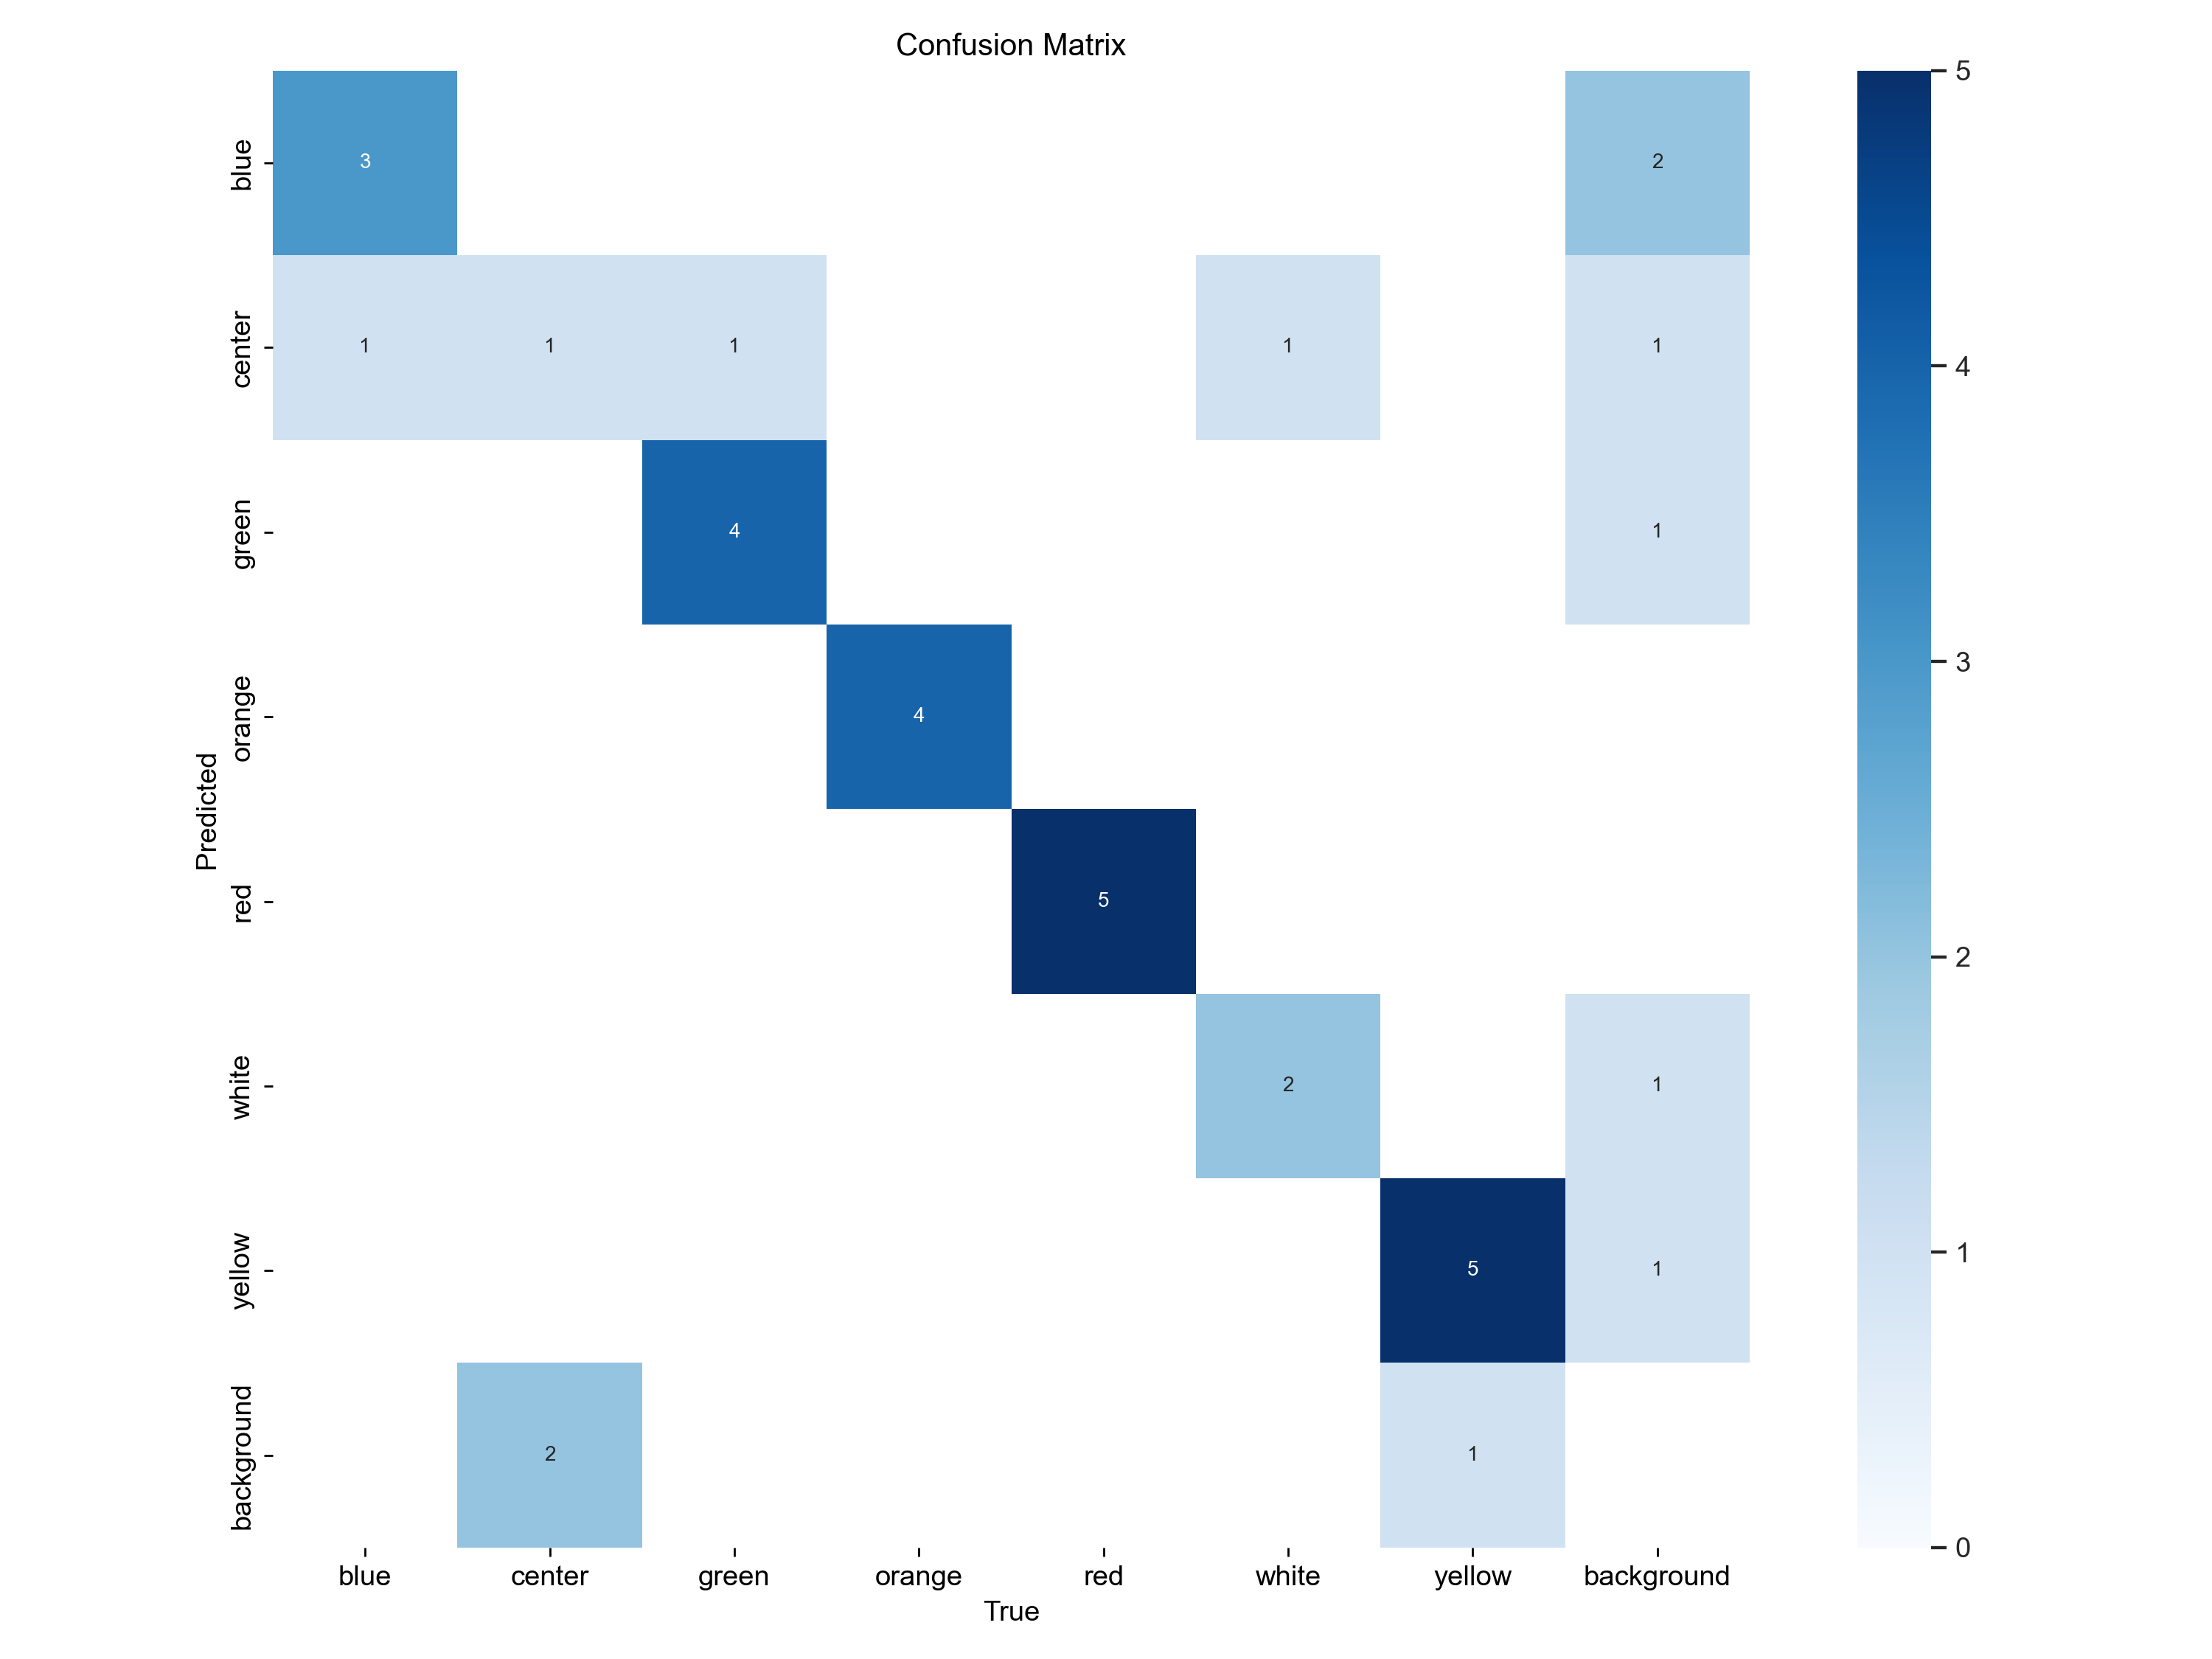 Confusion Matrix
blue
3
2
center
1
1
1
1
1
green
4
1
orange
4
red
5
white
2
1
yellow
5
1
background
2
1
Predicted
blue center green orange red white yellow background
True
5
4
3
2
1
0